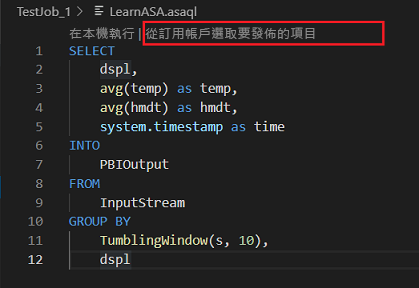 TestJob_1 > LearnASA.asaql
在本機執行 | 從訂用帳戶選取要發佈的項目
1 SELECT
2 dspl,
3 avg(temp) as temp,
4 avg(hmdt) as hmdt,
5 system.timestamp as time
6 INTO
7 PBIOutput
8 FROM
9 InputStream
10 GROUP BY
11 TumblingWindow(s, 10),
12 dspl